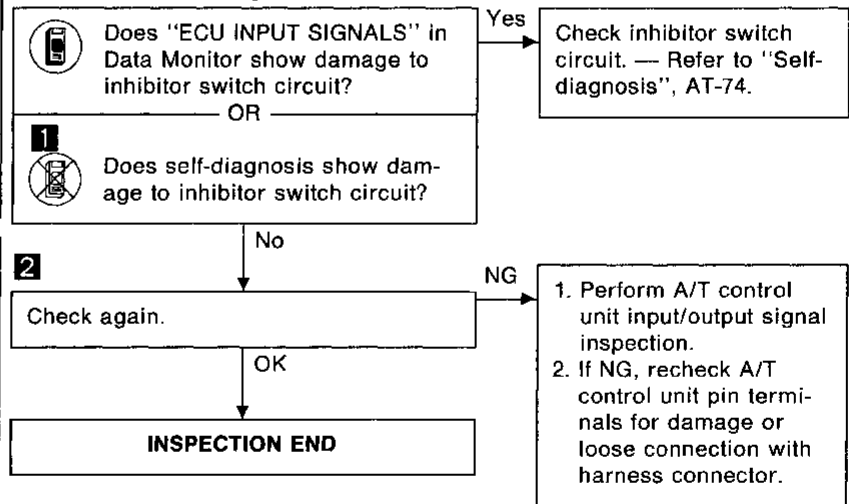 Does "ECU INPUT SIGNALS" in
Data Monitor show damage to
inhibitor switch circuit?
Yes
Check inhibitor switch
circuit. — Refer to "Self-
diagnosis", AT-74.
OR
1
Does self-diagnosis show dam-
age to inhibitor switch circuit?
No
2
Check again.
NG
1. Perform A/T control
unit input/output signal
inspection.
2. If NG, recheck A/T
control unit pin termi-
nals for damage or
loose connection with
harness connector.
OK
INSPECTION END